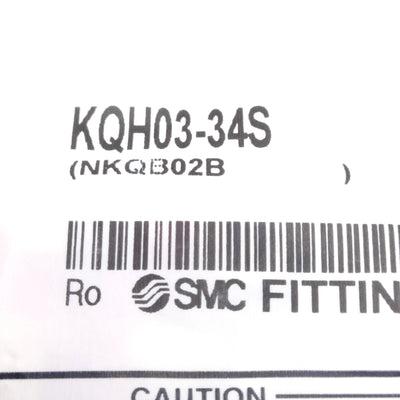 KQH03-34S
(NKQB02B )
Ro SMC FITTIN
CAUTION